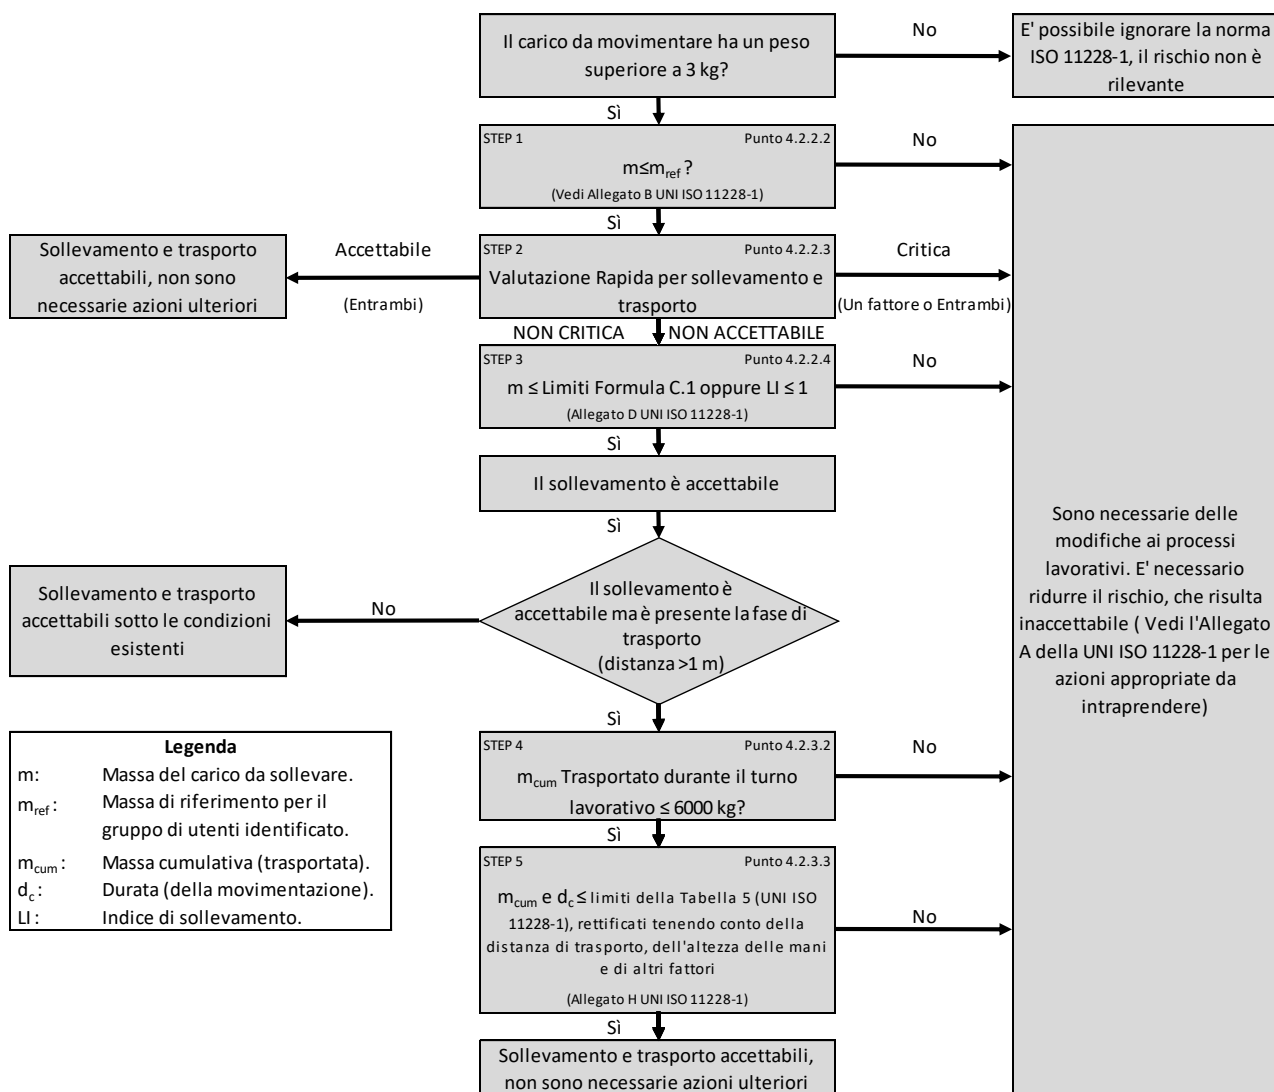 Il carico da movimentare ha un peso
superiore a 3 kg?
No
E' possibile ignorare la norma
ISO 11228-1, il rischio non è
rilevante
Sì
STEP 1 Punto 4.2.2.2
m≤mref ?
(Vedi Allegato B UNI ISO 11228-1)
No
Sì
Sollevamento e trasporto
accettabili, non sono
necessarie azioni ulteriori
Accettabile
(Entrambi)
STEP 2 Punto 4.2.2.3
Valutazione Rapida per sollevamento e
trasporto
Critica
(Un fattore o Entrambi)
NON CRITICA NON ACCETTABILE
STEP 3 Punto 4.2.2.4
m ≤ Limiti Formula C.1 oppure LI ≤ 1
(Allegato D UNI ISO 11228-1)
No
Sì
Il sollevamento è accettabile
Sì
Sono necessarie delle
modifiche ai processi
lavorativi. E' necessario
ridurre il rischio, che risulta
inaccettabile ( Vedi l'Allegato
A della UNI ISO 11228-1 per le
azioni appropriate da
intraprendere)
Sollevamento e trasporto
accettabili sotto le condizioni
esistenti
No
Il sollevamento è
accettabile ma è presente la fase di
trasporto
(distanza >1 m)
Sì
Legenda
m: Massa del carico da sollevare.
mref : Massa di riferimento per il
gruppo di utenti identificato.
mcum : Massa cumulativa (trasportata).
dc : Durata (della movimentazione).
LI : Indice di sollevamento.
STEP 4 Punto 4.2.3.2
mcum Trasportato durante il turno
lavorativo ≤ 6000 kg?
No
Sì
STEP 5 Punto 4.2.3.3
mcum e dc ≤ limiti della Tabella 5 (UNI ISO
11228-1), rettificati tenendo conto della
distanza di trasporto, dell'altezza delle mani
e di altri fattori
(Allegato H UNI ISO 11228-1)
No
Sì
Sollevamento e trasporto accettabili,
non sono necessarie azioni ulteriori